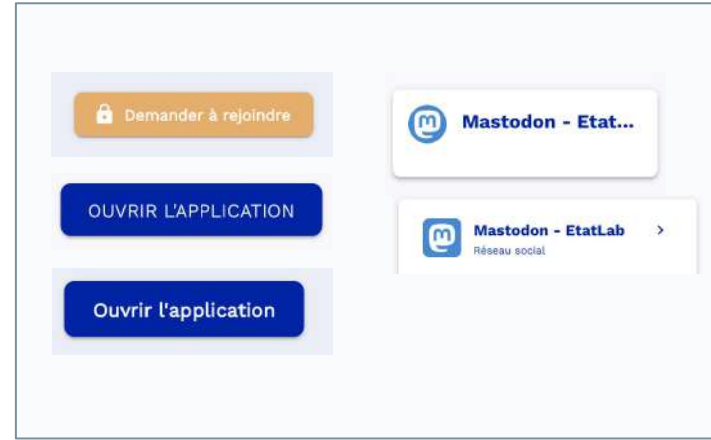 Demander à rejoindre
OUVRIR L'APPLICATION
Ouvrir l'application
Mastodon - Etat...
Mastodon - EtatLab
Réseau social